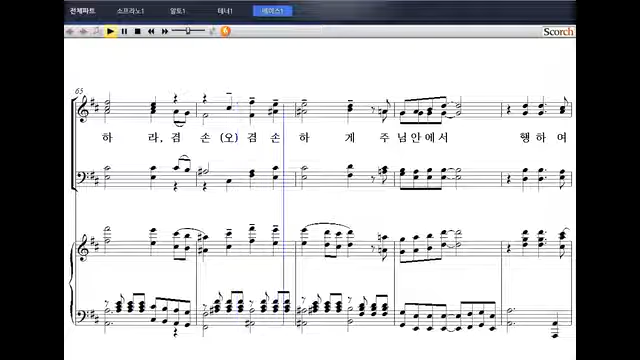 전체파트 소프라노1 알토1 테너1 베이스1
Scorch
65
하 라, 겸 손 (오) 겸 손 하 게 주 님 안 에 서 행 하 여